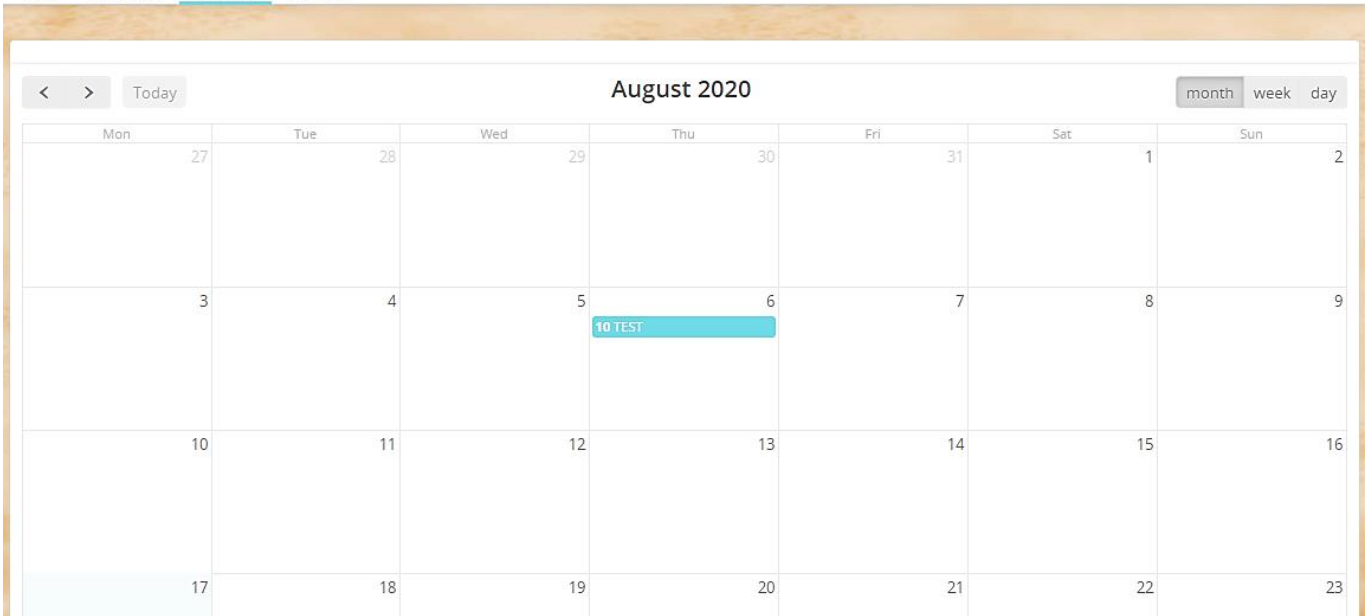 < > Today August 2020 month week day
Mon Tue Wed Thu Fri Sat Sun
27 28 29 30 31 1 2
3 4 5 6 7 8 9
10 TEST
10 11 12 13 14 15 16
17 18 19 20 21 22 23